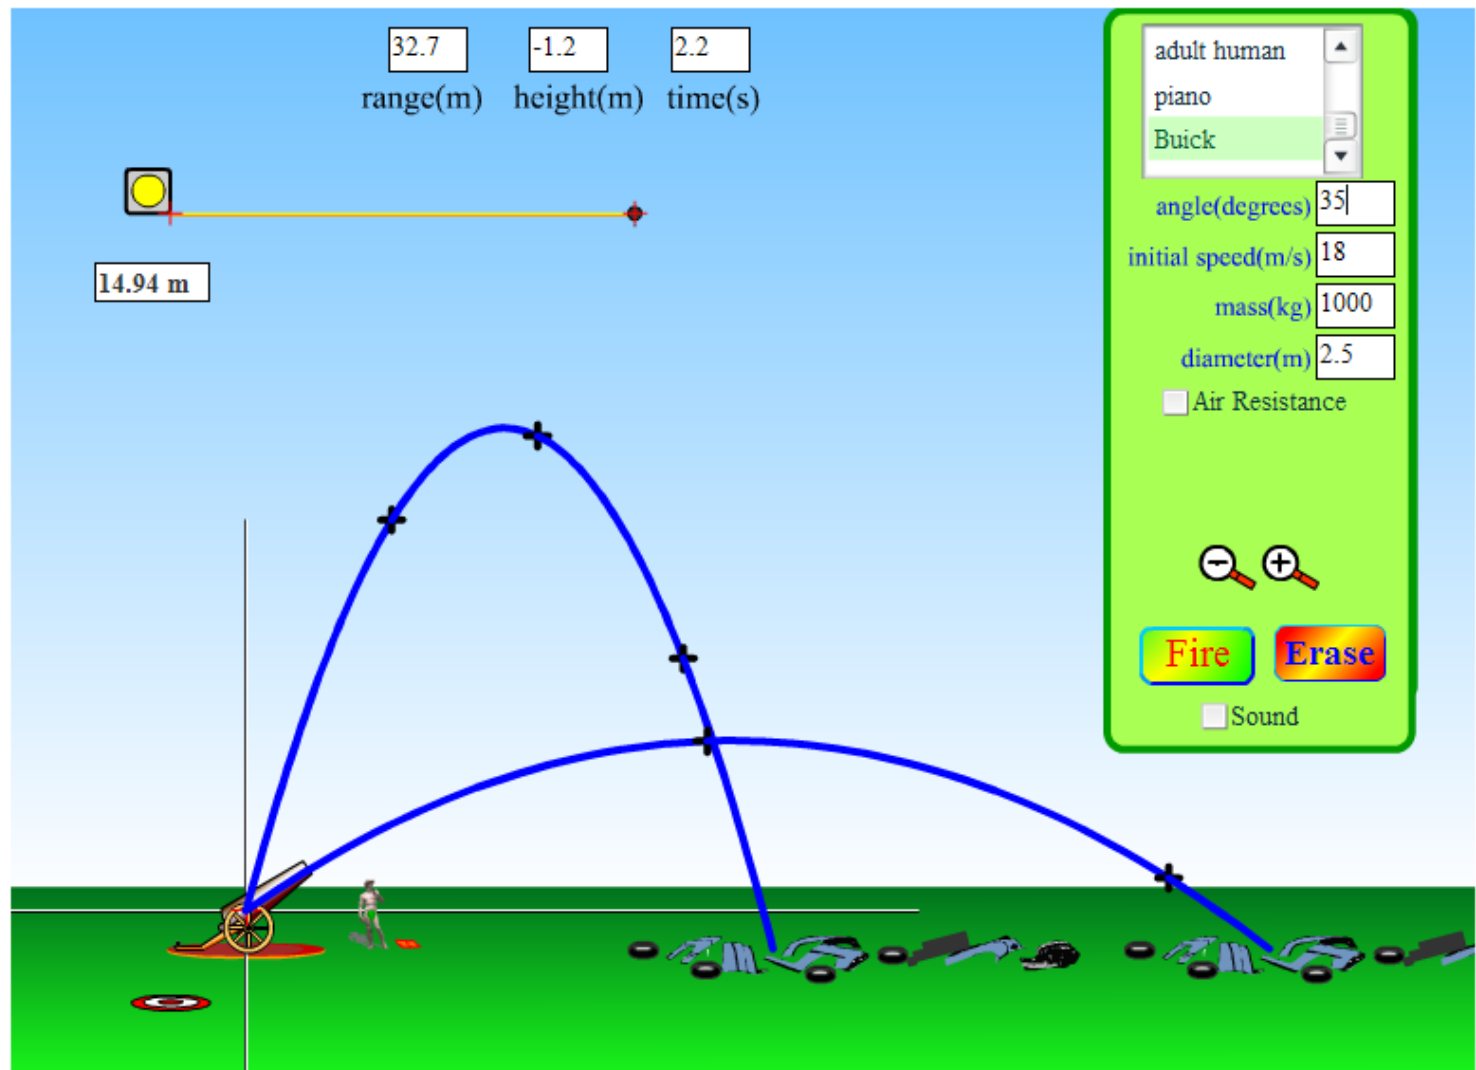 32.7 -1.2 2.2
range(m) height(m) time(s)
14.94 m
adult human
piano
Buick
angle(degrees) 35
initial speed(m/s) 18
mass(kg) 1000
diameter(m) 2.5
Air Resistance
Fire Erase
Sound